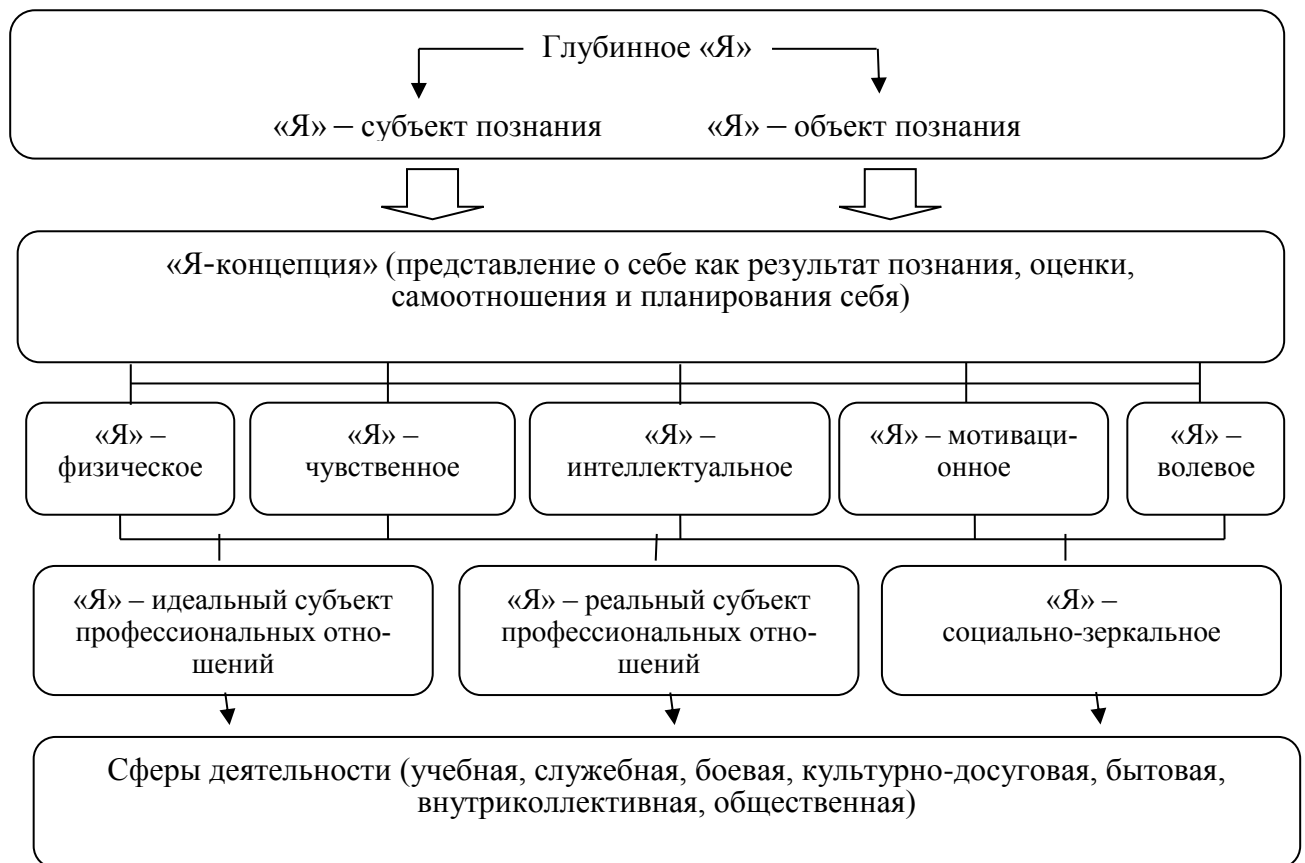 Глубинное «Я»
«Я» – субъект познания «Я» – объект познания
«Я-концепция» (представление о себе как результат познания, оценки,
самоотношения и планирования себя)
«Я» –
физическое
«Я» –
чувственное
«Я» –
интеллектуальное
«Я» – мотиваци-
онное
«Я» –
волевое
«Я» – идеальный субъект
профессиональных отно-
шений
«Я» – реальный субъект
профессиональных отно-
шений
«Я» –
социально-зеркальное
Сферы деятельности (учебная, служебная, боевая, культурно-досуговая, бытовая,
внутриколлективная, общественная)